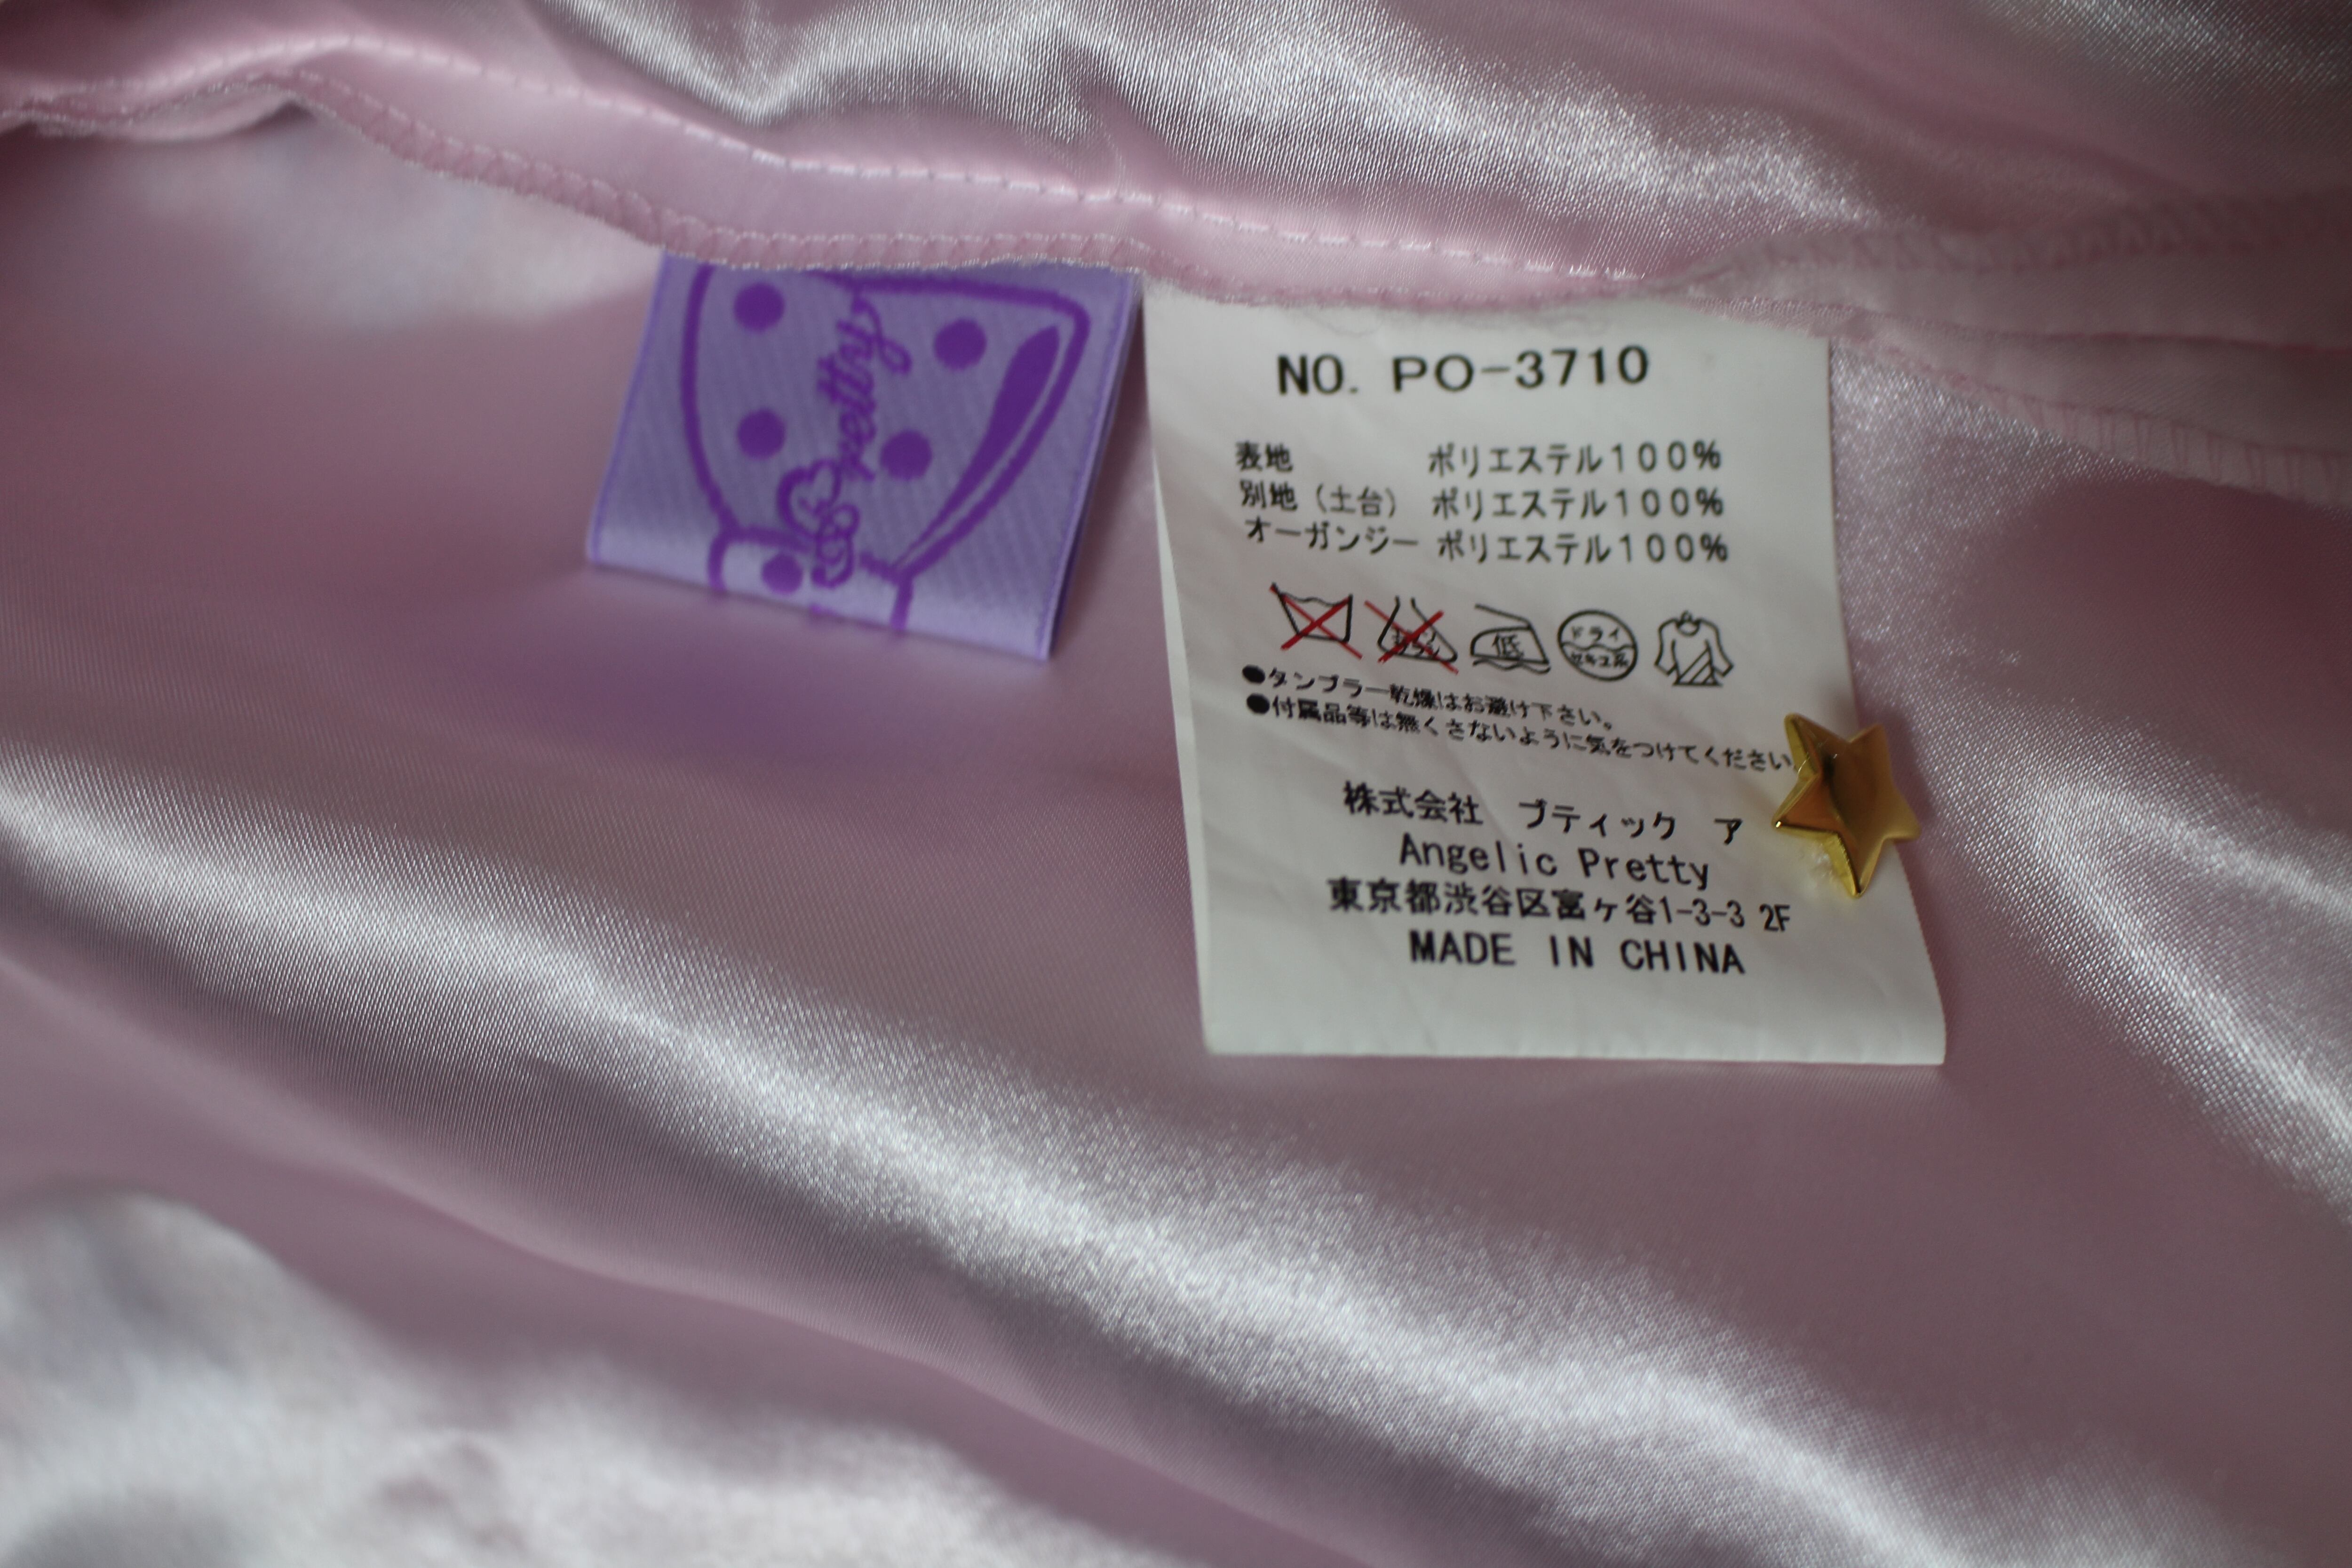 Pretty
NO. PO-3710
表地 ポリエステル100%
別地（土台） ポリエステル100%
オーガンジー ポリエステル100%
低
ドライ
セキユ系
●タンブラー乾燥はお避け下さい。
●付属品等は無くさないように気をつけてください
株式会社 ブティック ア
Angelic Pretty
東京都渋谷区富ヶ谷1-3-3 2F
MADE IN CHINA